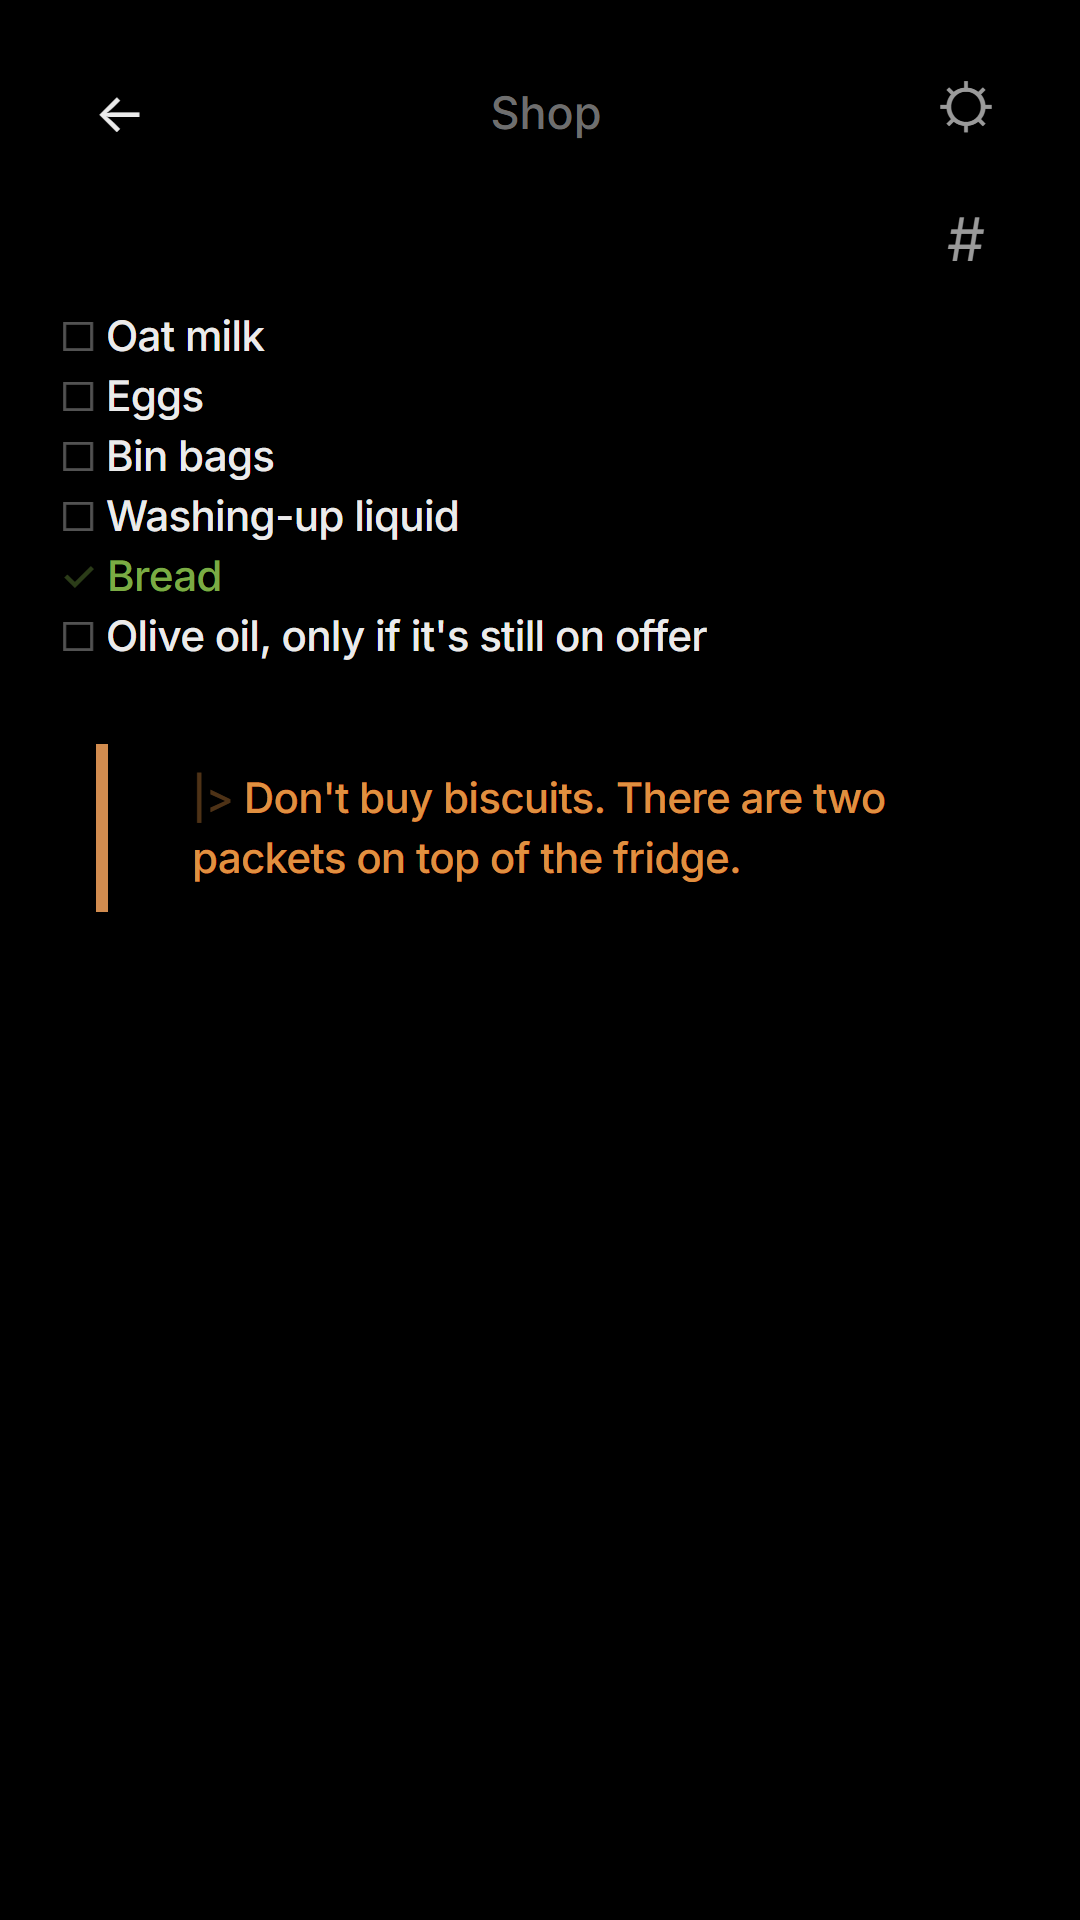 Shop
#
Oat milk
Eggs
Bin bags
Washing-up liquid
Bread
Olive oil, only if it's still on offer
|> Don't buy biscuits. There are two
packets on top of the fridge.